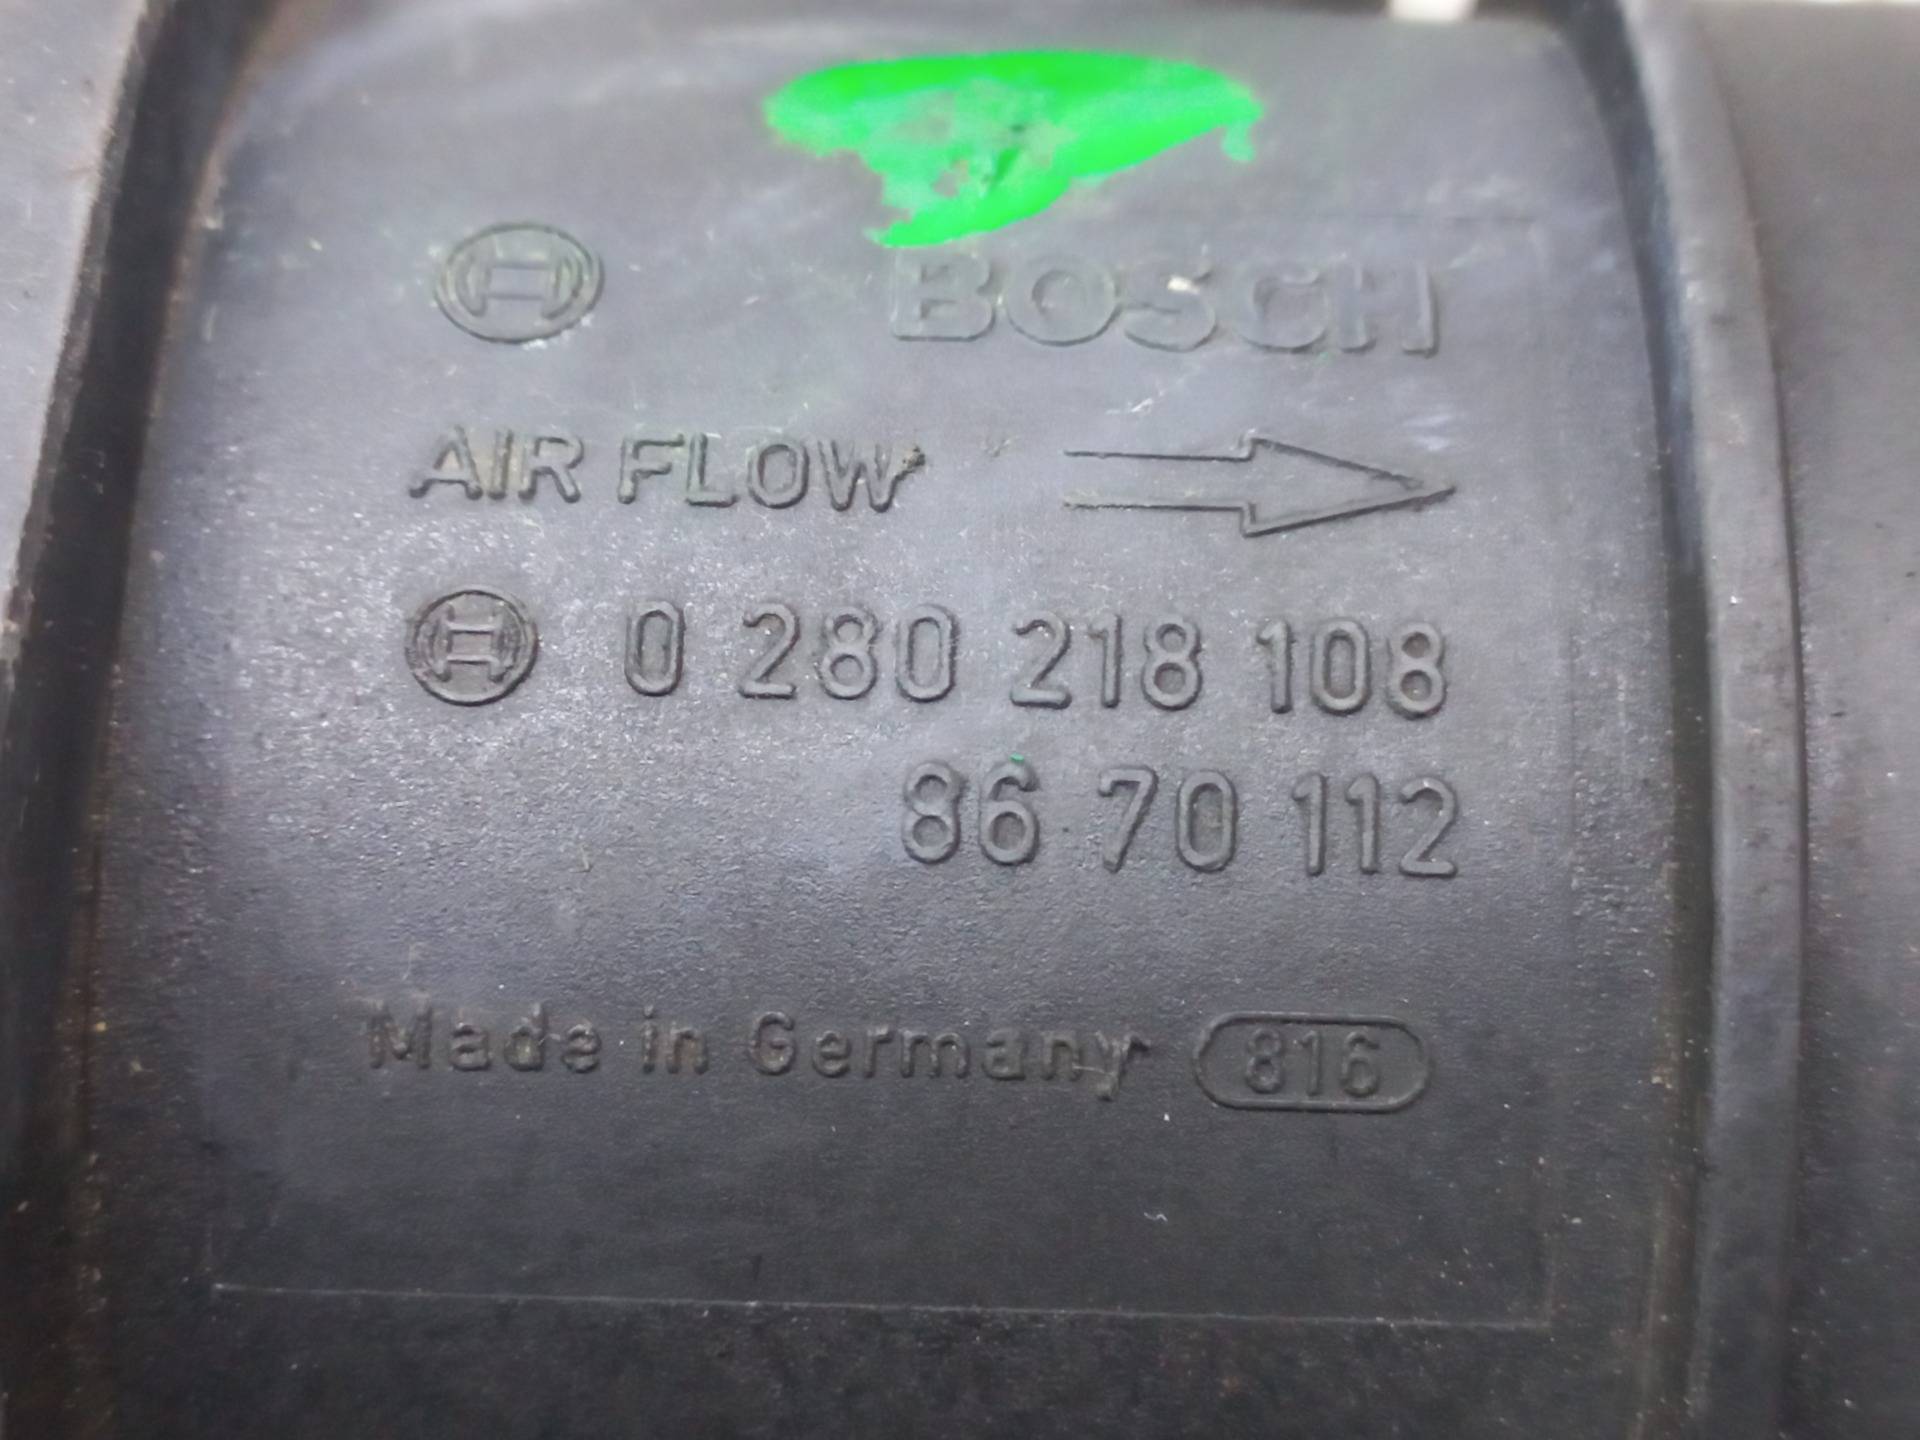 BOSCH
AIR FLOW
0 280 218 108
86 70 112
Made in Germany 816